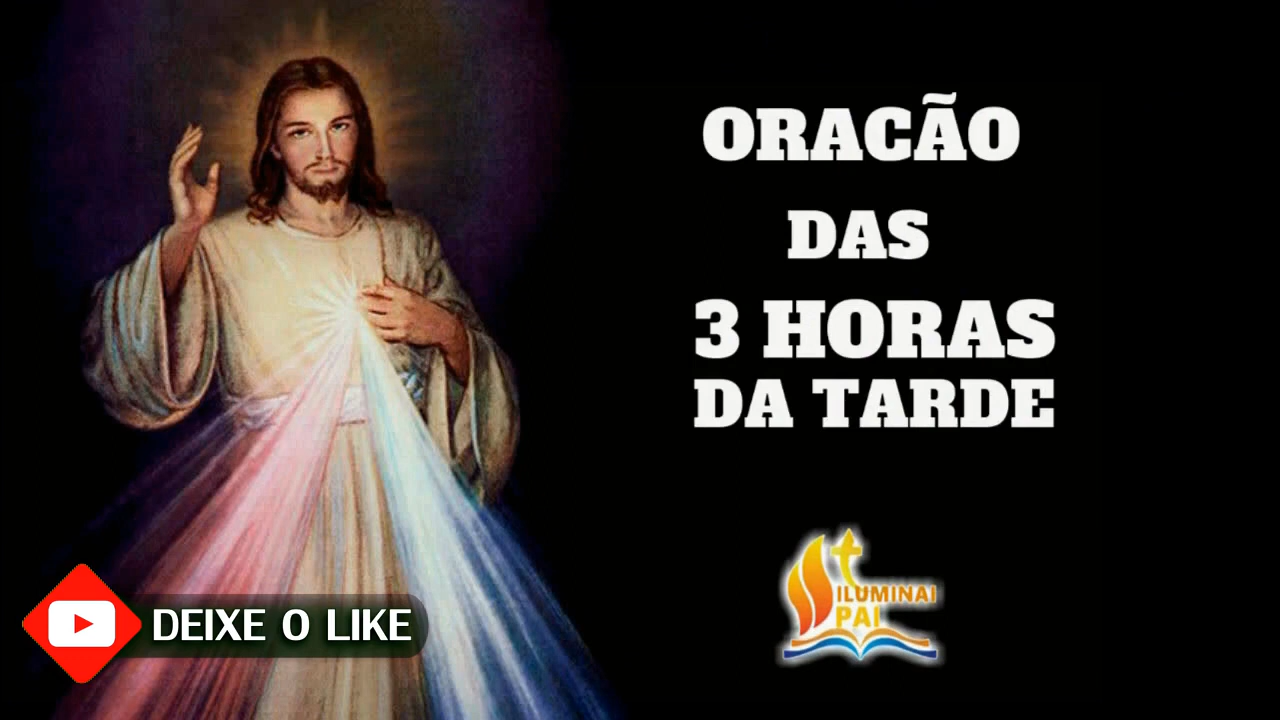 ORACÃO
DAS
3 HORAS
DA TARDE
ILUMINAI
PAI
DEIXE O LIKE